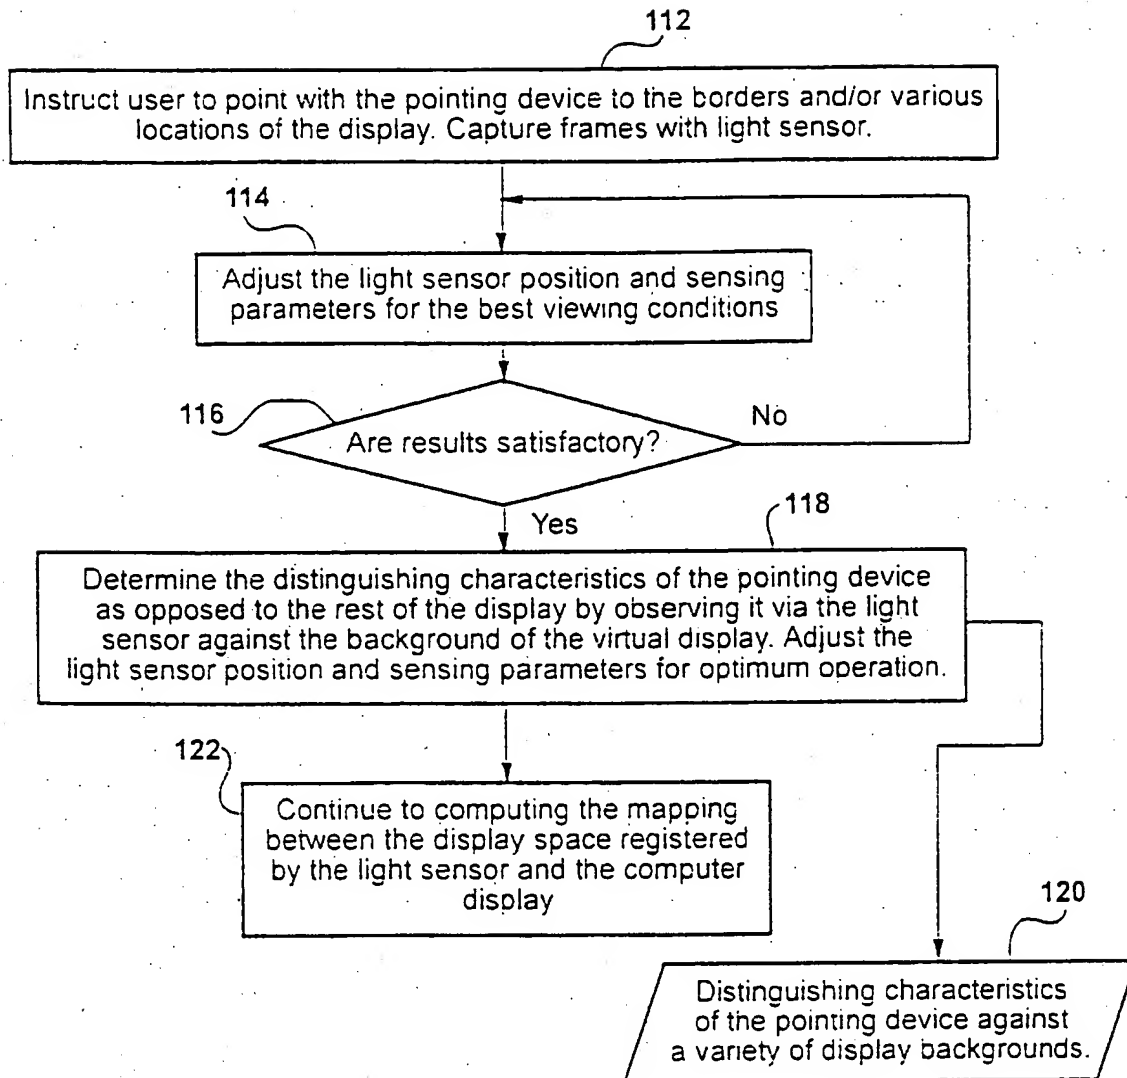 112
Instruct user to point with the pointing device to the borders and/or various
locations of the display. Capture frames with light sensor.
114
Adjust the light sensor position and sensing
parameters for the best viewing conditions
116
Are results satisfactory?
No
Yes
118
Determine the distinguishing characteristics of the pointing device
as opposed to the rest of the display by observing it via the light
sensor against the background of the virtual display. Adjust the
light sensor position and sensing parameters for optimum operation.
122
Continue to computing the mapping
between the display space registered
by the light sensor and the computer
display
120
Distinguishing characteristics
of the pointing device against
a variety of display backgrounds.